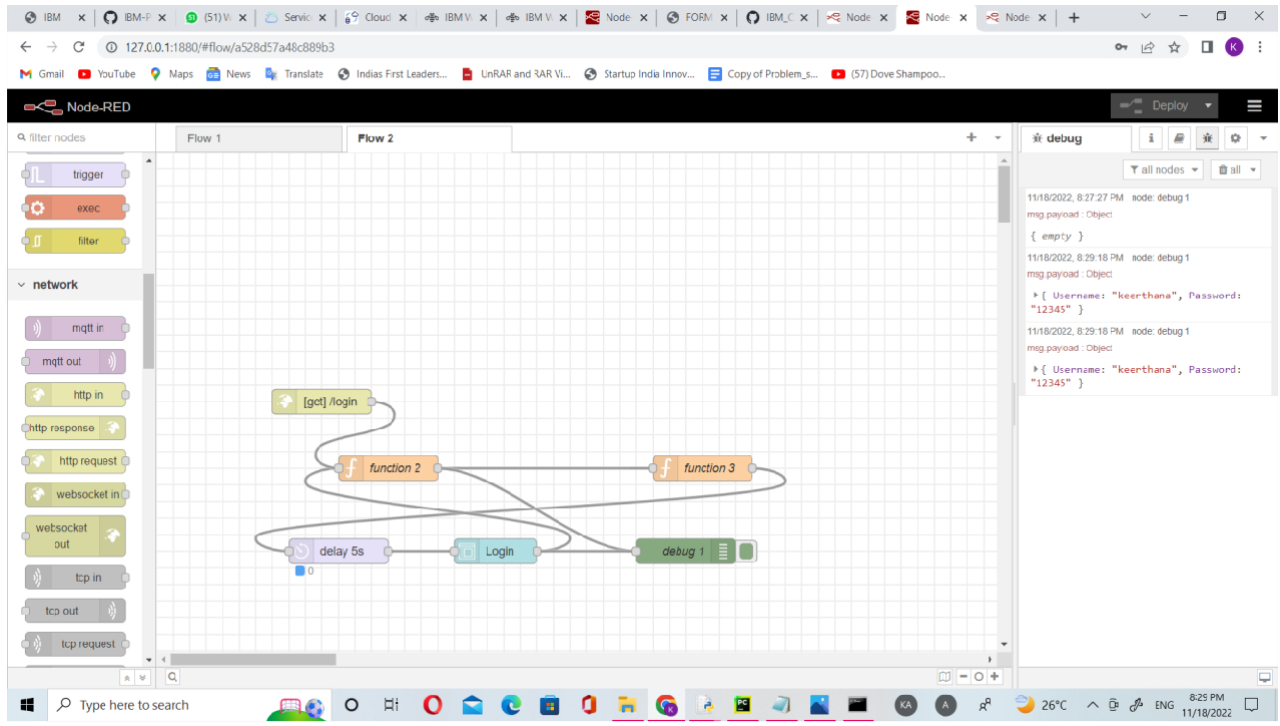 IBM
IBM-P
(51) W
Servic
Cloud
IBM W
IBM W
Node
FORM
IBM_C
Node
Node
Node
127.0.0.1:1880/#flow/a528d57a48c889b3
K
Gmail
YouTube
Maps
News
Translate
Indias First Leaders...
UnRAR and RAR Vi...
Startup India Innov...
Copy of Problem_s...
(57) Dove Shampoo...
Node-RED
Deploy
filter nodes
Flow 1
Flow 2
debug
all nodes
all
trigger
exec
filter
network
mqtt in
mqtt out
http in
http response
http request
websocket in
websocket
out
tcp in
tcp out
tcp request
[get] /login
function 2
function 3
delay 5s
0
Login
debug 1
11/18/2022, 8:27:27 PM node: debug 1
msg.payload : Object
{ empty }
11/18/2022, 8:29:18 PM node: debug 1
msg.payload : Object
{ Username: "keerthana", Password:
"12345" }
11/18/2022, 8:29:18 PM node: debug 1
msg.payload : Object
{ Username: "keerthana", Password:
"12345" }
Type here to search
KA
A
26°C
ENG
8:29 PM
11/18/2022